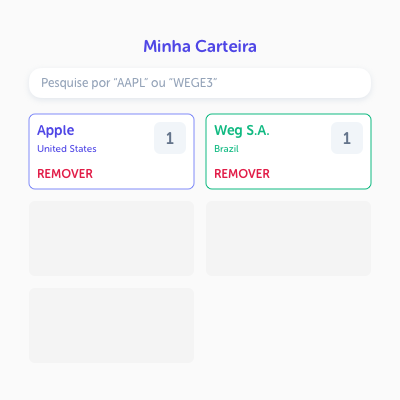 Minha Carteira
Pesquise por “AAPL” ou “WEGE3”
Apple
1
United States
REMOVER
Weg S.A.
1
Brazil
REMOVER